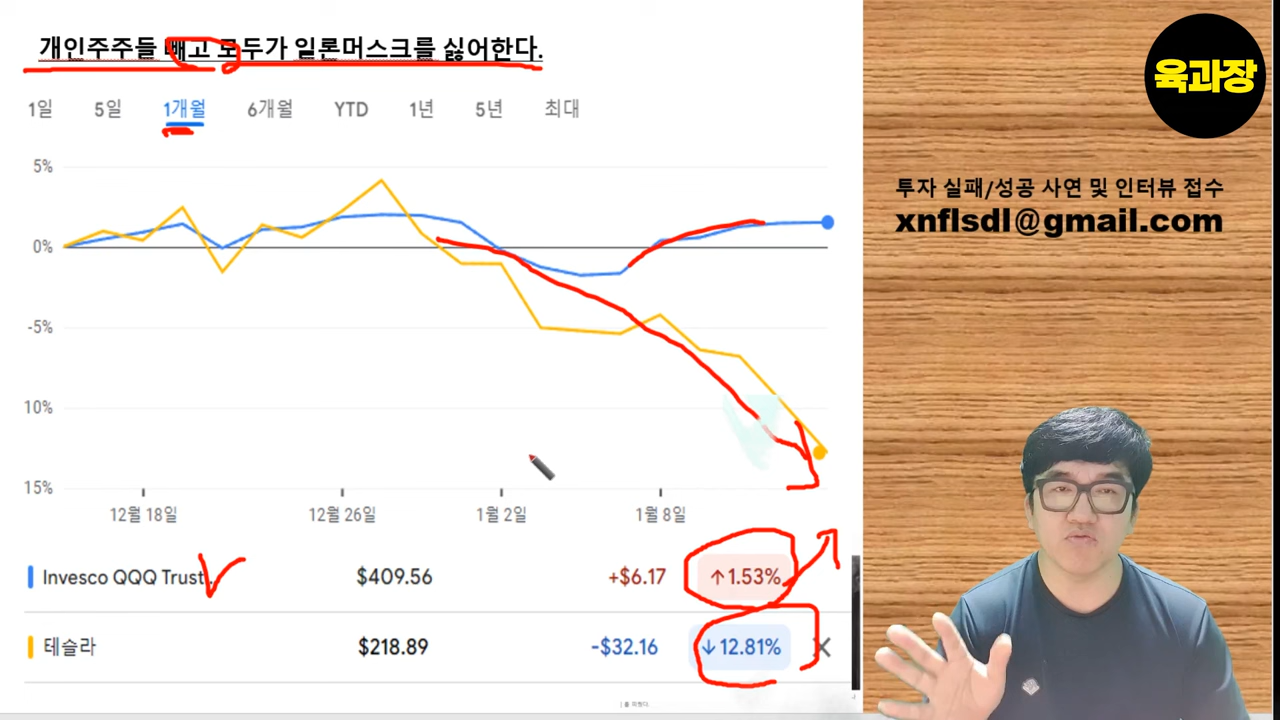 개인주주들 빼고 모두가 일론머스크를 싫어한다.
1일 5일 1개월 6개월 YTD 1년 5년 최대
5%
0%
-5%
10%
15%
12월 18일 12월 26일 1월 2일 1월 8일
Invesco QQQ Trust... $409.56 +$6.17 ↑1.53%
테슬라 $218.89 -$32.16 ↓12.81%
육과장
투자 실패/성공 사연 및 인터뷰 접수
xnflsdl@gmail.com